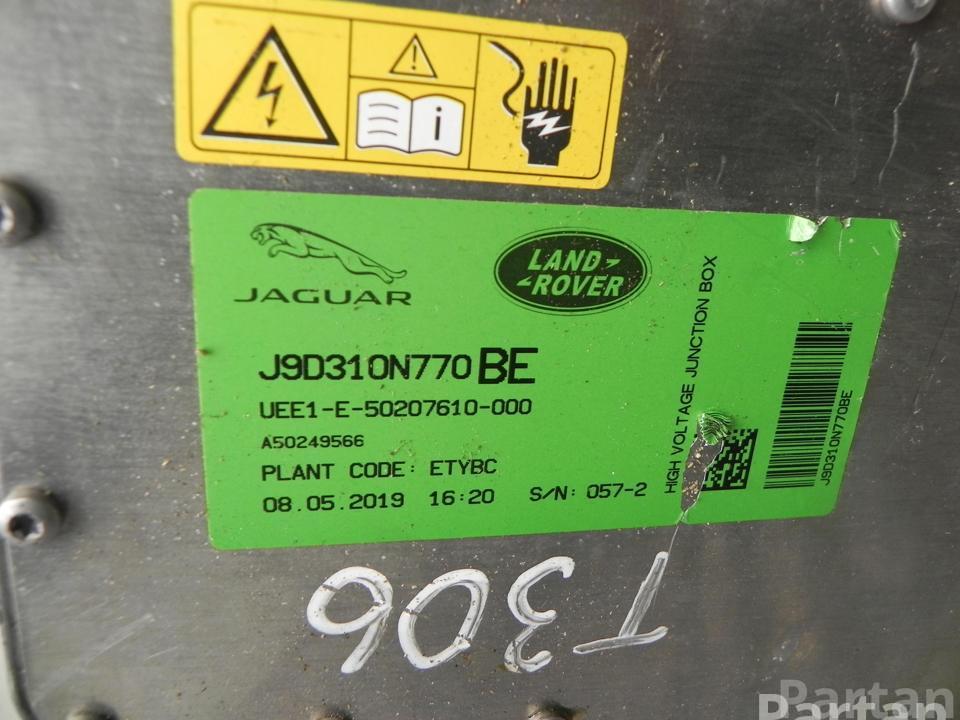 i
JAGUAR
LAND
ROVER
J9D310N770BE
UEE1-E-50207610-000
A50249566
PLANT CODE: ETYBC
08.05.2019 16:20 S/N: 057-2
HIGH VOLTAGE JUNCTION BOX
J9D310N770BE
T306
Partan
Partan